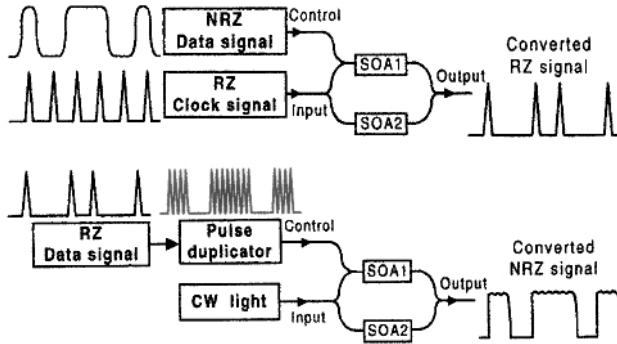 NRZ
Data signal
Control
RZ
Clock signal
Input
SOA1
SOA2
Output
Converted
RZ signal
RZ
Data signal
Pulse
duplicator
Control
CW light
Input
SOA1
SOA2
Output
Converted
NRZ signal